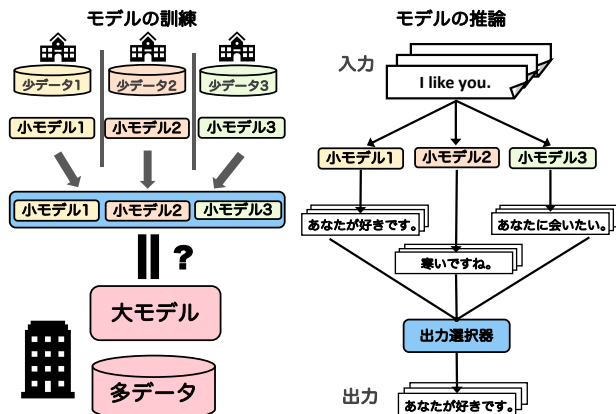 モデルの訓練
少データ1
少データ2
少データ3
小モデル1
小モデル2
小モデル3
小モデル1
小モデル2
小モデル3
?
大モデル
多データ
モデルの推論
入力
I like you.
小モデル1
小モデル2
小モデル3
あなたが好きです。
あなたに会いたい。
寒いですね。
出力選択器
出力
あなたが好きです。